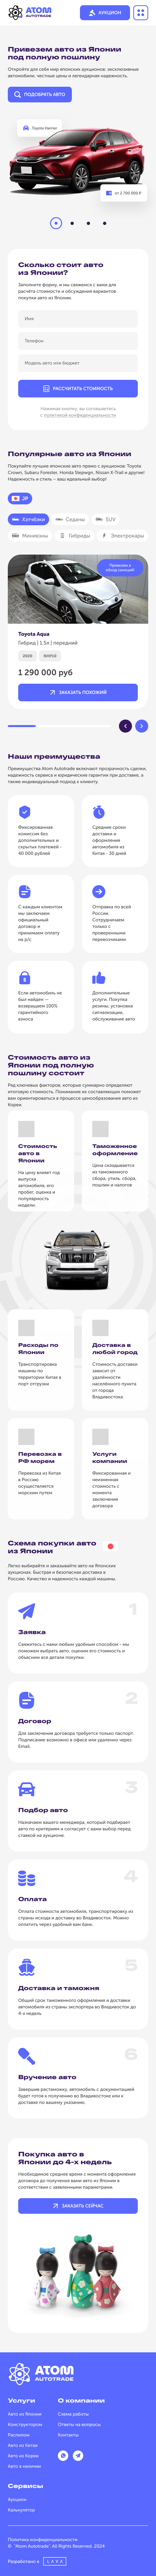 ATOM
AUTOTRADE
АУКЦИОН
Привезем авто из Японии
под полную пошлину
Отдайте себя в мир японских аукционов: эксклюзивные
автомобили, честные цены и легендарная надежность.
ПОДОБРАТЬ АВТО
Toyota Harrier
от 2 700 000 ₽
Сколько стоит авто
из Японии?
Заполните форму, и мы свяжемся с вами для
расчёта стоимости и обсуждения вариантов
покупки авто из Японии.
Имя
Телефон
Модель авто или бюджет
РАССЧИТАТЬ СТОИМОСТЬ
Нажимая кнопку, вы соглашаетесь
с политикой конфиденциальности
Популярные авто из Японии
Покупайте лучшие японские авто прямо с аукционов: Toyota
Crown, Subaru Forester, Honda Stepwgn, Nissan X-Trail и другие!
Надежность и стиль – ваш идеальный выбор!
JP
Хетчбэки
Седаны
SUV
Минивэны
Гибриды
Электрокары
Привезем в
обход санкций!
Toyota Aqua
Гибрид | 1.5л | передний
2020
NHP10
1 290 000 руб
ЗАКАЗАТЬ ПОХОЖИЙ
Наши преимущества
Преимущества Atom Autotrade включают прозрачность сделок,
надежность сервиса и юридические гарантии, при доставке, а
также индивидуальный подход к клиенту.
Фиксированная
комиссия без
дополнительных и
скрытых платежей -
40 000 рублей
Средние сроки
доставки и
оформления
автомобиля из
Китая - 30 дней
С каждым клиентом
мы заключаем
официальный
договор и
принимаем оплату
на р/с
Отправка по всей
России.
Сотрудничаем
только с
проверенными
перевозчиками
Если автомобиль не
был найден —
возвращаем 100%
гарантийного
взноса
Дополнительные
услуги. Покупка
резины, установка
сигнализации,
обслуживание авто
Стоимость авто из
Японии под полную
пошлину состоит
Ряд ключевых факторов, которые суммарно определяют
итоговую стоимость. Понимание их составляющих поможет
вам сориентироваться в процессе ценообразования авто из
Кореи.
Стоимость
авто в
Японии
На цену влияет год
выпуска
автомобиля, его
пробег, оценка и
популярность
модели
Таможенное
оформление
Цена складывается
из таможенного
сбора, утиль. сбора,
пошлин и налогов
Расходы по
Японии
Транспортировка
машины по
территории Китая в
порт отгрузки
Доставка в
любой город
Стоимость доставки
зависит от
удалённости
населённого пункта
от города
Владивостока
Перевозка в
РФ морем
Перевозка из Китая
в Россию
осуществляется
морским путем
Услуги
компании
Фиксированная и
неизменная
стоимость с
момента
заключения
договора
Схема покупки авто
из Японии
Легко выбирайте и заказывайте авто на Японских
аукционах. Быстрая и безопасная доставка в
Россию. Качество и надежность каждой машины.
1
Заявка
Свяжитесь с нами любым удобным способом - мы
поможем выбрать авто, оценим его стоимость и
объясним все детали покупки.
2
Договор
Для заключения договора требуется только паспорт.
Подписание возможно в офисе или удаленно через
Email.
3
Подбор авто
Назначаем вашего менеджера, который подбирает
авто по критериям и согласует с вами выбор перед
ставкой на аукционе.
4
Оплата
Оплата стоимости автомобиля, транспортировку из
страны исхода и доставку во Владивосток. Можно
оплатить через удобный вам банк.
5
Доставка и таможня
Общий срок таможенного оформления и доставки
автомобиля из страны экспортера во Владивосток до
4-х недель
6
Завершив растаможку, автомобиль с документацией
будет готов к получению во Владивостоке или к
доставке по указанному вами адресу в России.
Покупка авто в
Японии до 4-х недель
Необходимое среднее время с момента оформления
договора до получения вами авто из Японии в
соответствии с заявленными параметрами.
Вручение авто
ЗАКАЗАТЬ СЕЙЧАС
ATOM
AUTOTRADE
Услуги
О компании
Авто из Японии
Схема работы
Конструктором
Ответы на вопросы
Распилом
Контакты
Авто из Китая
Авто из Кореи
Авто в наличии
Сервисы
Аукцион
Калькулятор
Политика конфиденциальности
© "Atom Autotrade" All Rights Reserved. 2024
Разработано в
LAVA